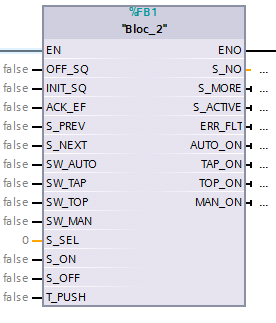 %FB1
"Bloc_2"
EN ENO
false OFF_SQ S_NO ...
false INIT_SQ S_MORE ...
false ACK_EF S_ACTIVE ...
false S_PREV ERR_FLT ...
false S_NEXT AUTO_ON ...
false SW_AUTO TAP_ON ...
false SW_TAP TOP_ON ...
false SW_TOP MAN_ON ...
false SW_MAN
0 S_SEL
false S_ON
false S_OFF
false T_PUSH